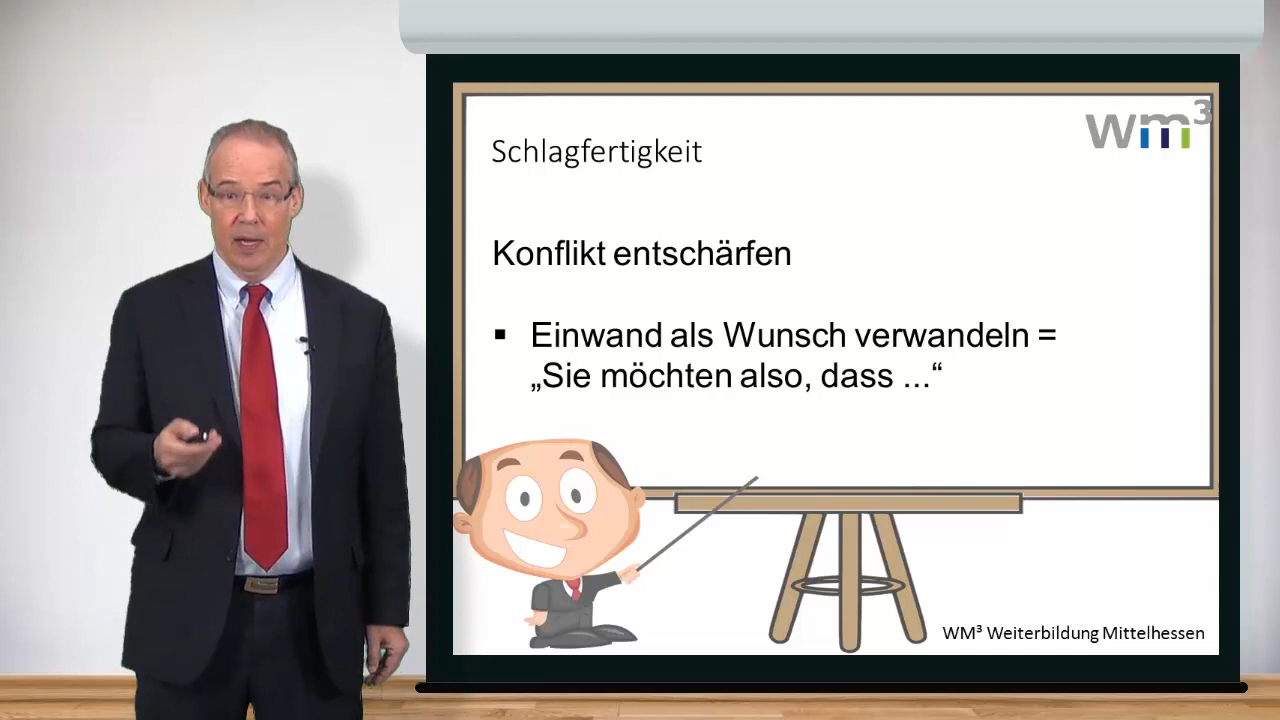 wm³
Schlagfertigkeit
Konflikt entschärfen
▪ Einwand als Wunsch verwandeln =
„Sie möchten also, dass ...“
WM³ Weiterbildung Mittelhessen